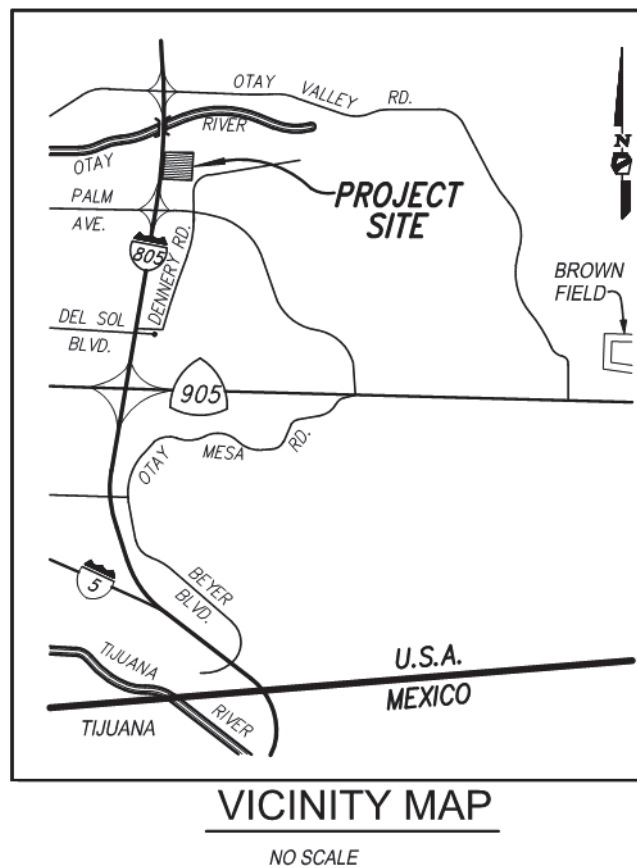 OTAY VALLEY RD.
OTAY RIVER
N
PROJECT
SITE
PALM
AVE.
805
DENNERY RD.
BROWN
FIELD
DEL SOL
BLVD.
905
OTAY MESA RD.
5
BEYER
BLVD.
U.S.A.
MEXICO
TIJUANA RIVER
TIJUANA
VICINITY MAP
NO SCALE